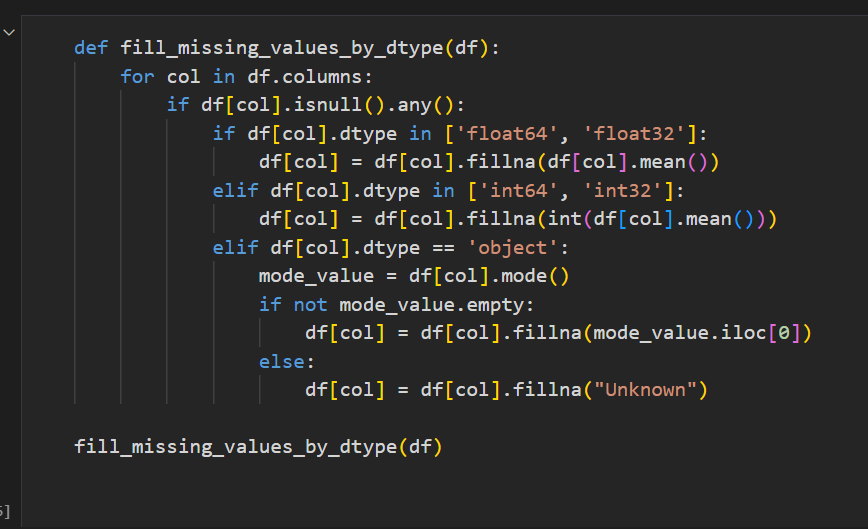 def fill_missing_values_by_dtype(df):
    for col in df.columns:
        if df[col].isnull().any():
            if df[col].dtype in ['float64', 'float32']:
                df[col] = df[col].fillna(df[col].mean())
            elif df[col].dtype in ['int64', 'int32']:
                df[col] = df[col].fillna(int(df[col].mean()))
            elif df[col].dtype == 'object':
                mode_value = df[col].mode()
                if not mode_value.empty:
                    df[col] = df[col].fillna(mode_value.iloc[0])
                else:
                    df[col] = df[col].fillna("Unknown")
fill_missing_values_by_dtype(df)
]